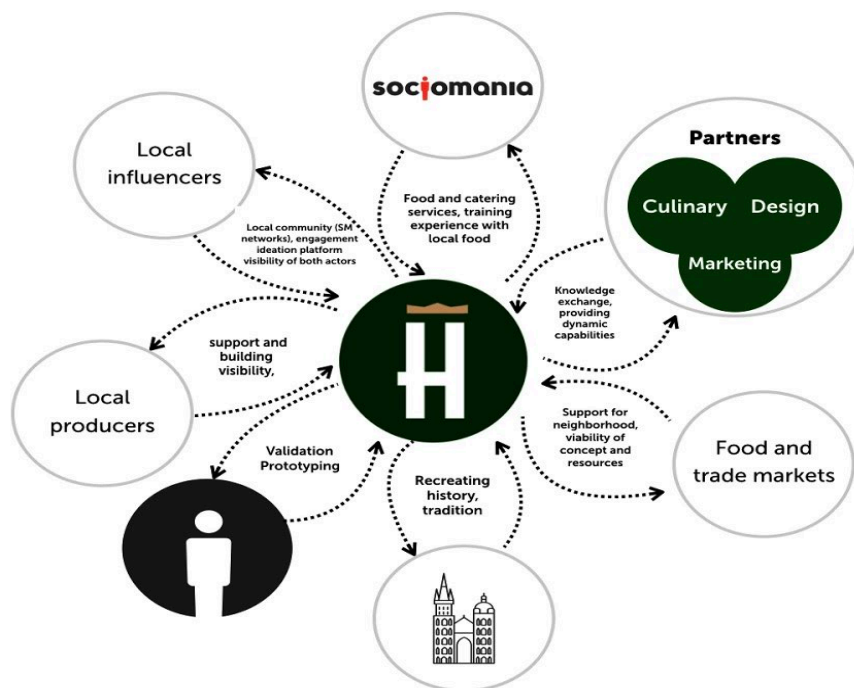 sociomania
Partners
Culinary
Design
Marketing
Local
influencers
Food and catering
services, training
experience with
local food
Local community (SM
networks), engagement
ideation platform
visibility of both actors
Knowledge
exchange,
providing
dynamic
capabilities
H
support and
building
visibility,
Local
producers
Support for
neighborhood,
viability of
concept and
resources
Food and
trade markets
Validation
Prototyping
Recreating
history,
tradition